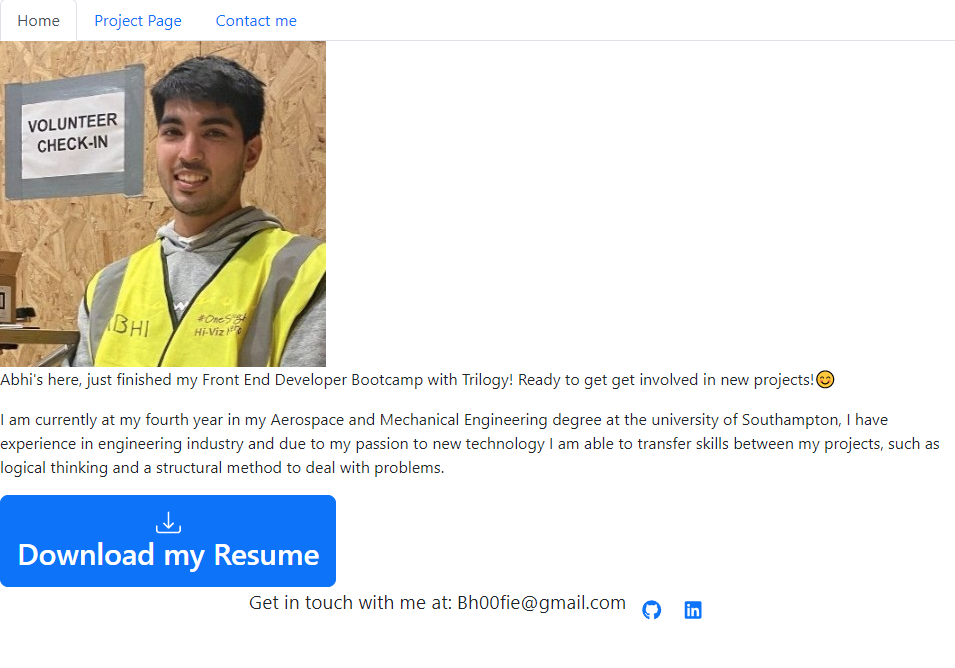 Home Project Page Contact me
VOLUNTEER
CHECK-IN
BHI
Hi-Viz
Abhi's here, just finished my Front End Developer Bootcamp with Trilogy! Ready to get get involved in new projects!😊
I am currently at my fourth year in my Aerospace and Mechanical Engineering degree at the university of Southampton, I have
experience in engineering industry and due to my passion to new technology I am able to transfer skills between my projects, such as
logical thinking and a structural method to deal with problems.
Download my Resume
Get in touch with me at: Bh00fie@gmail.com
in